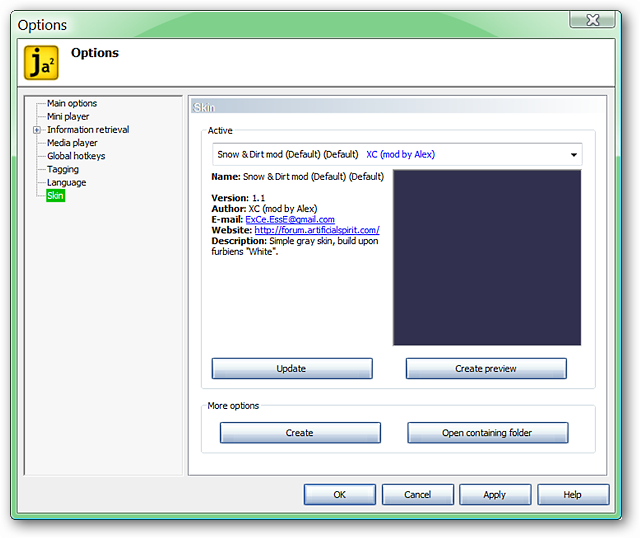 Options
ja²
Options
Main options
Mini player
Information retrieval
Media player
Global hotkeys
Tagging
Language
Skin
Skin
Active
Snow & Dirt mod (Default) (Default) XC (mod by Alex)
Name: Snow & Dirt mod (Default) (Default)
Version: 1.1
Author: XC (mod by Alex)
E-mail: ExCe.EssE@gmail.com
Website: http://forum.artificialspirit.com/
Description: Simple gray skin, build upon
furbiens "White".
Update
Create preview
More options
Create
Open containing folder
OK
Cancel
Apply
Help